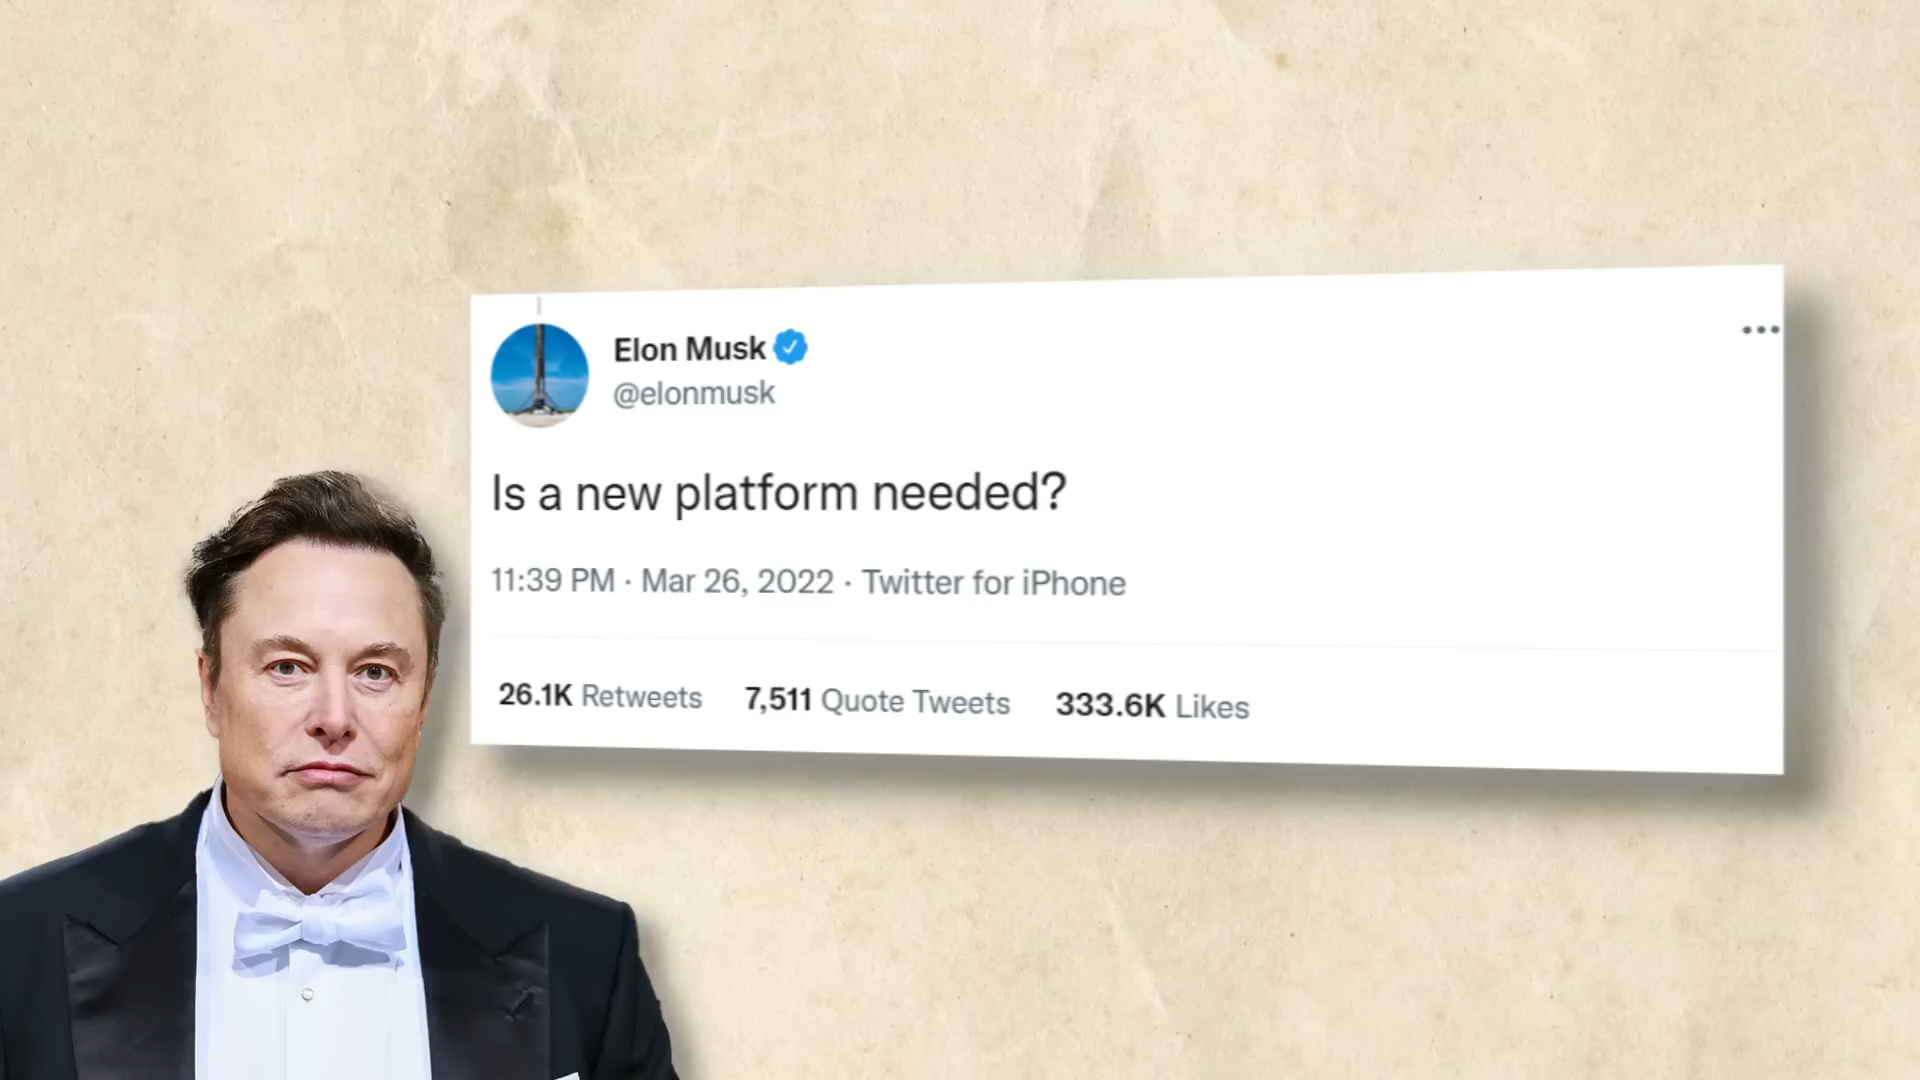 Elon Musk
@elonmusk
Is a new platform needed?
11:39 PM · Mar 26, 2022 · Twitter for iPhone
26.1K Retweets 7,511 Quote Tweets 333.6K Likes